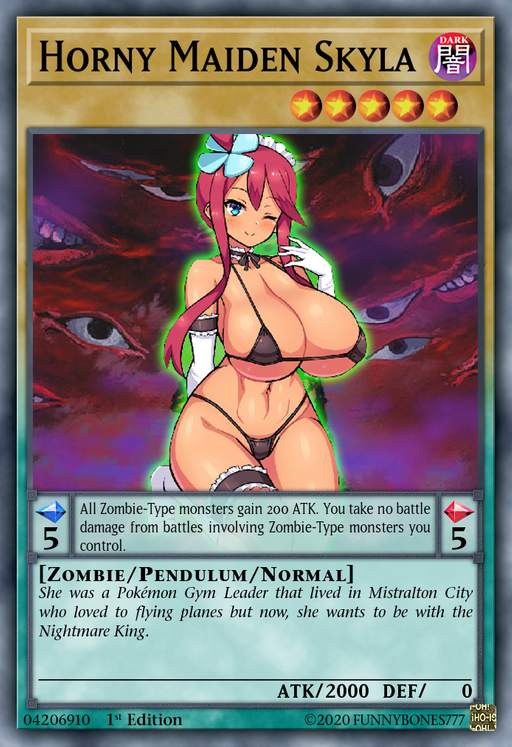 Horny Maiden Skyla
DARK
闇
All Zombie-Type monsters gain 200 ATK. You take no battle
damage from battles involving Zombie-Type monsters you
control.
5
5
[Zombie/Pendulum/Normal]
She was a Pokémon Gym Leader that lived in Mistralton City
who loved to flying planes but now, she wants to be with the
Nightmare King.
ATK/2000 DEF/ 0
04206910 1st Edition ©2020 FUNNYBONES777